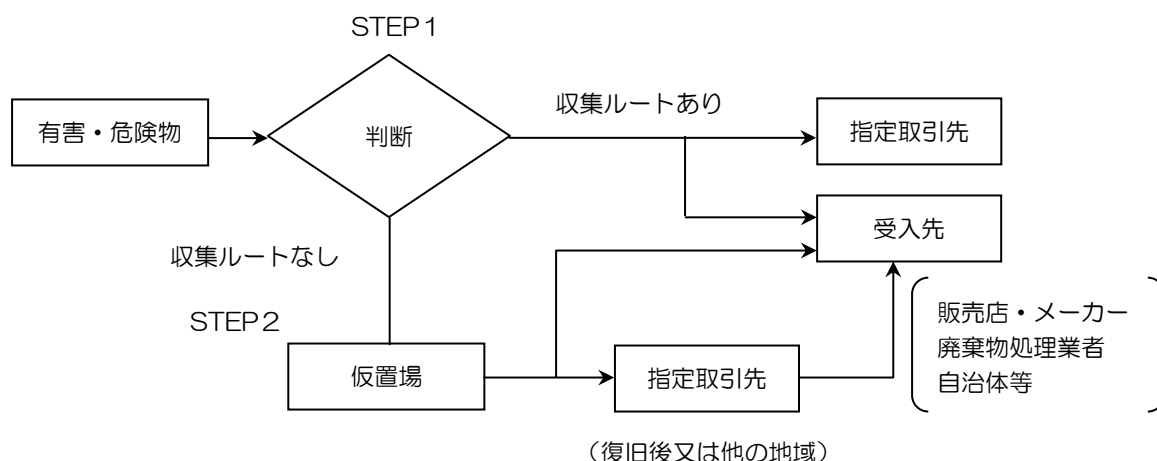 STEP1
有害・危険物
判断
収集ルートあり
指定取引先
受入先
収集ルートなし
STEP2
仮置場
指定取引先
販売店・メーカー
廃棄物処理業者
自治体等
（復旧後又は他の地域）